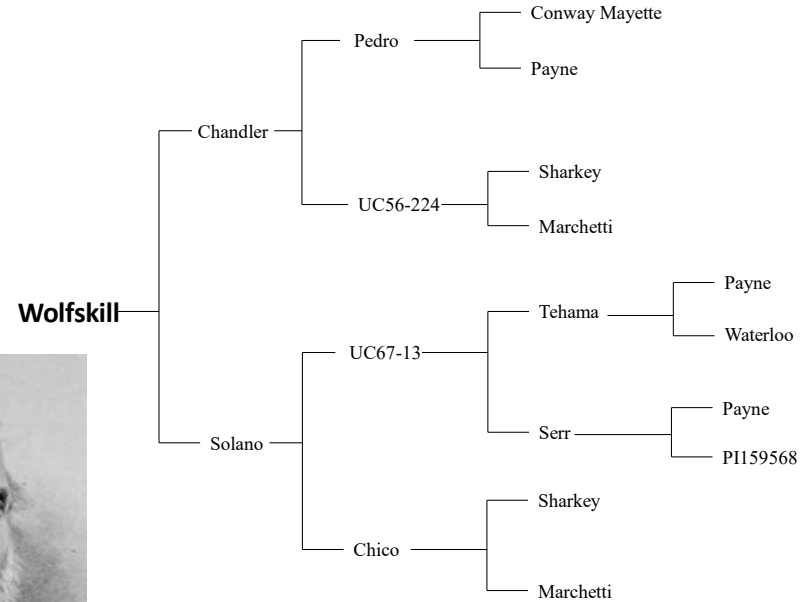 Conway Mayette
Pedro
Payne
Chandler
Sharkey
UC56-224
Marchetti
Wolfskill
Payne
Tehama
Waterloo
UC67-13
Payne
Serr
PI159568
Solano
Sharkey
Chico
Marchetti